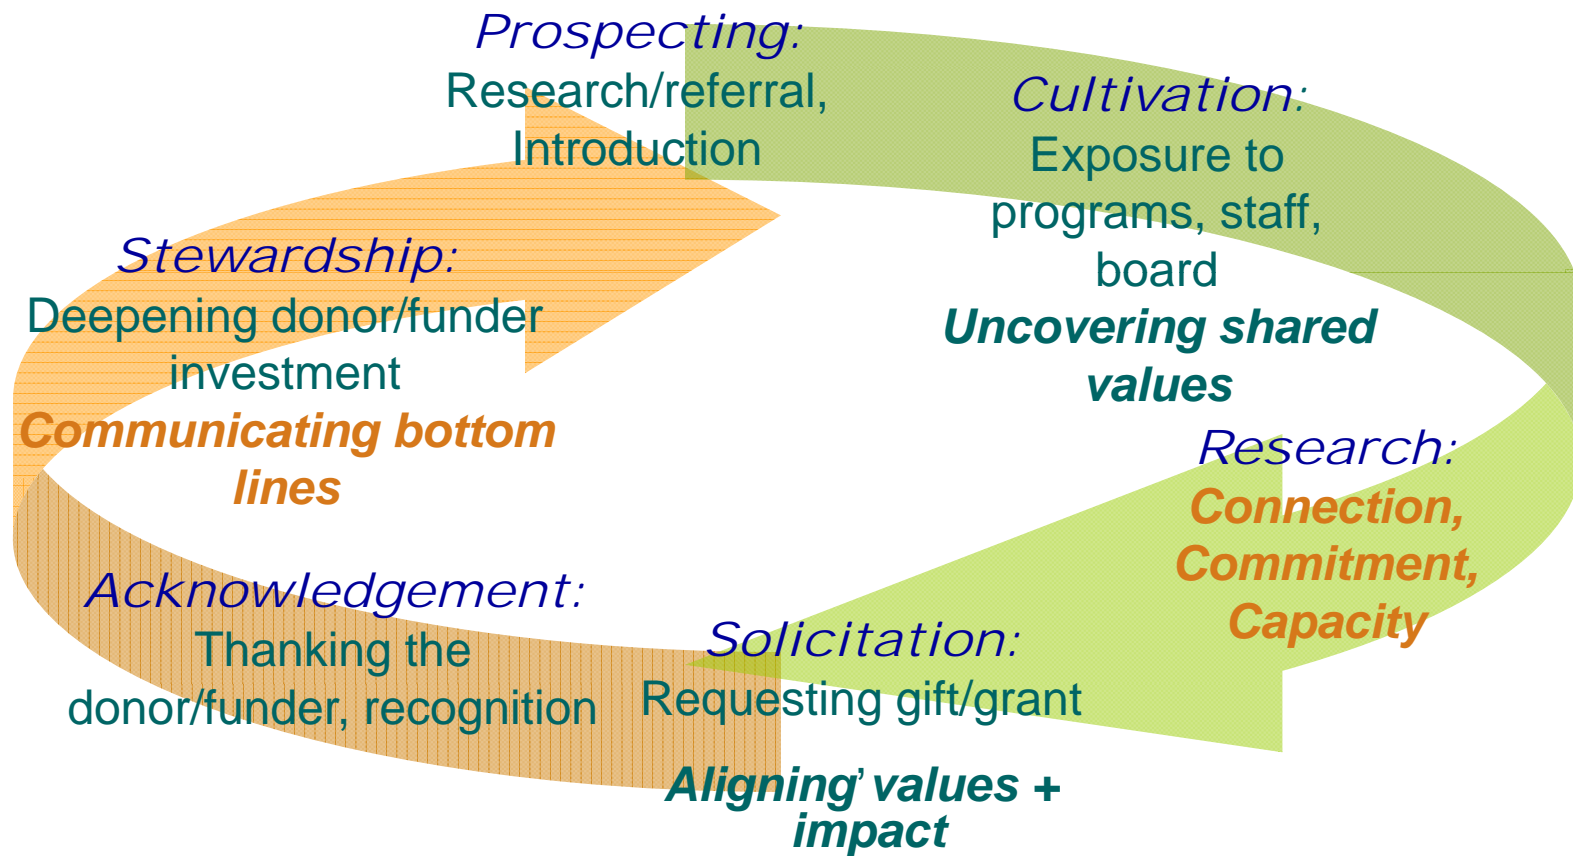 Prospecting:
Research/referral,
Introduction
Cultivation:
Exposure to
programs, staff,
board
Uncovering shared
values
Research:
Connection,
Commitment,
Capacity
Solicitation:
Requesting gift/grant
Aligning’ values +
impact
Acknowledgement:
Thanking the
donor/funder, recognition
Stewardship:
Deepening donor/funder
investment
Communicating bottom
lines